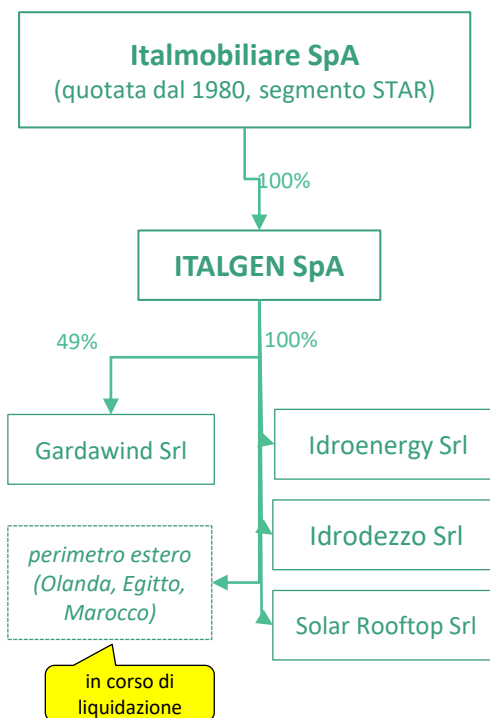 Italmobiliare SpA
(quotata dal 1980, segmento STAR)
100%
ITALGEN SpA
49%
100%
Gardawind Srl
Idroenergy Srl
Idrodezzo Srl
perimetro estero
(Olanda, Egitto,
Marocco)
Solar Rooftop Srl
in corso di
liquidazione